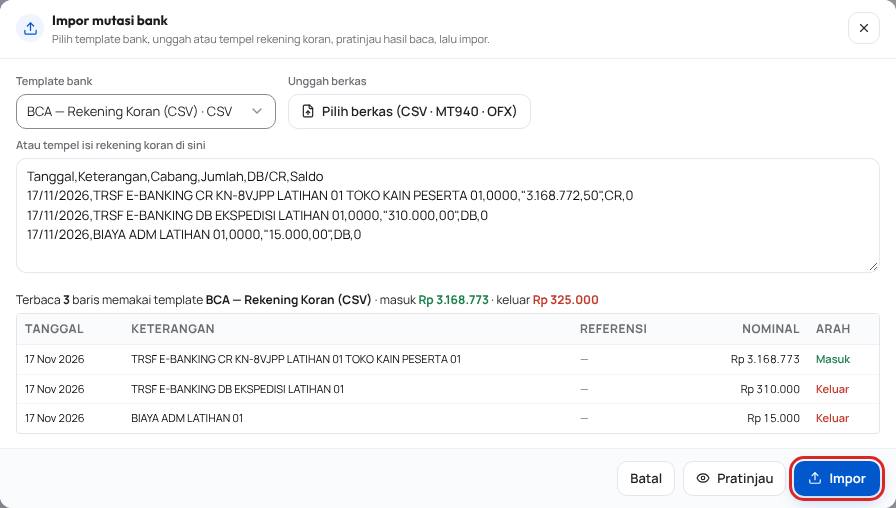 Impor mutasi bank
Pilih template bank, unggah atau tempel rekening koran, pratinjau hasil baca, lalu impor.
Template bank
Unggah berkas
BCA — Rekening Koran (CSV) · CSV
Pilih berkas (CSV · MT940 · OFX)
Atau tempel isi rekening koran di sini
Tanggal,Keterangan,Cabang,Jumlah,DB/CR,Saldo
17/11/2026,TRSF E-BANKING CR KN-8VJPP LATIHAN 01 TOKO KAIN PESERTA 01,0000,"3.168.772,50",CR,0
17/11/2026,TRSF E-BANKING DB EKSPEDISI LATIHAN 01,0000,"310.000,00",DB,0
17/11/2026,BIAYA ADM LATIHAN 01,0000,"15.000,00",DB,0
Terbaca 3 baris memakai template BCA — Rekening Koran (CSV) · masuk Rp 3.168.773 · keluar Rp 325.000
TANGGAL KETERANGAN REFERENSI NOMINAL ARAH
17 Nov 2026 TRSF E-BANKING CR KN-8VJPP LATIHAN 01 TOKO KAIN PESERTA 01 — Rp 3.168.773 Masuk
17 Nov 2026 TRSF E-BANKING DB EKSPEDISI LATIHAN 01 — Rp 310.000 Keluar
17 Nov 2026 BIAYA ADM LATIHAN 01 — Rp 15.000 Keluar
Batal
Pratinjau
Impor